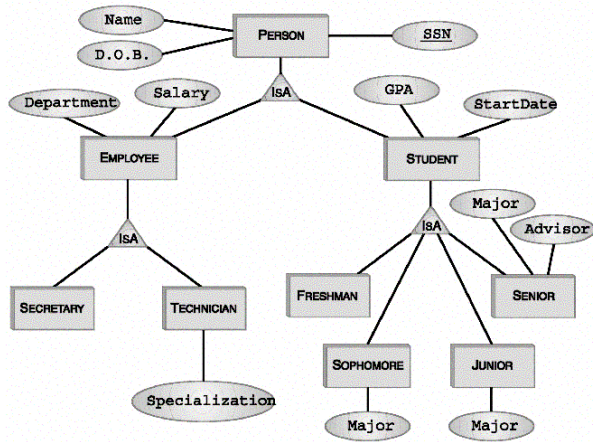 Name
PERSON
SSN
D.O.B.
ISA
Department
Salary
GPA
StartDate
EMPLOYEE
STUDENT
ISA
ISA
Major
Advisor
SECRETARY
TECHNICIAN
FRESHMAN
SENIOR
SOPHOMORE
JUNIOR
Specialization
Major
Major